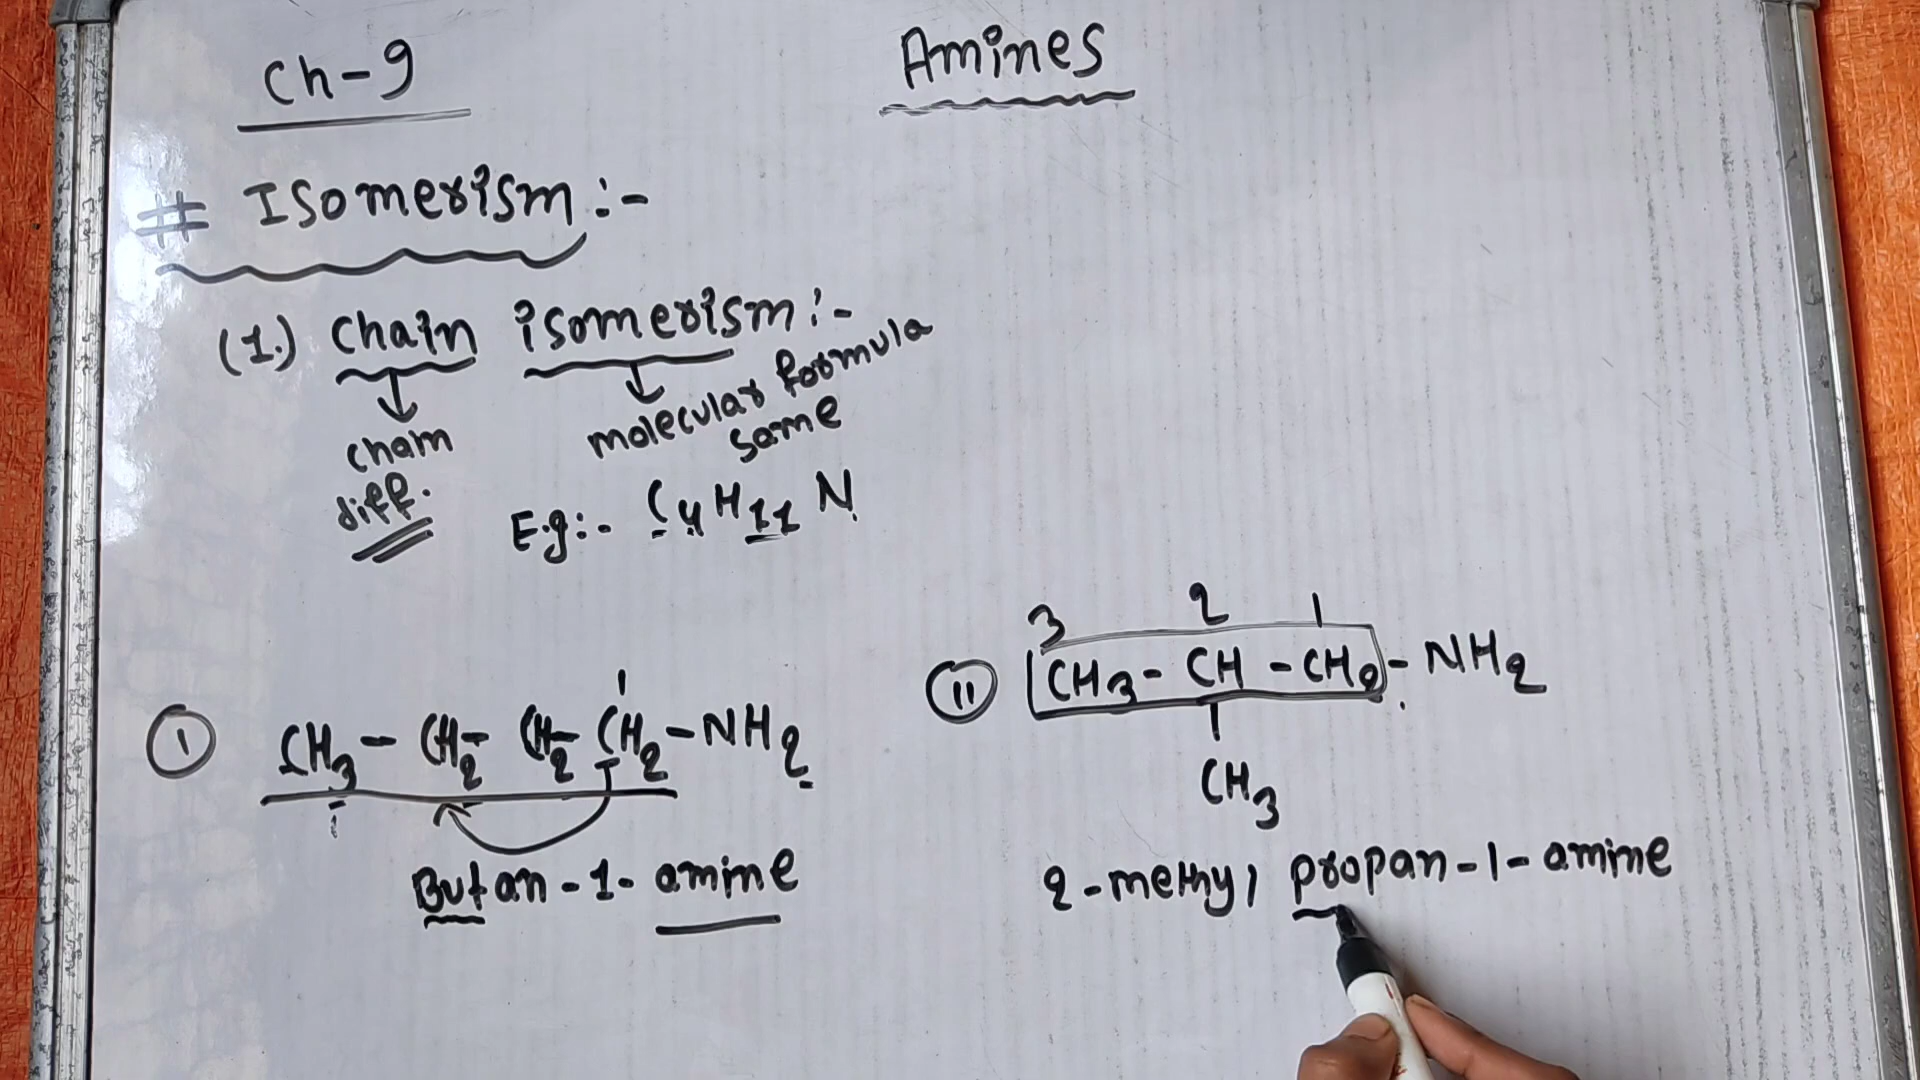 Ch-9
Amines
# Isomerism:-
(1.) Chain isomerism:-
chain diff.
molecular formula same
E.g:- C4H11N
3 2 1
(II) CH3-CH-CH2-NH2
CH3
1
(I) CH3-CH2-CH2-CH2-NH2
Butan-1-amine
2-methyl propan-1-amine